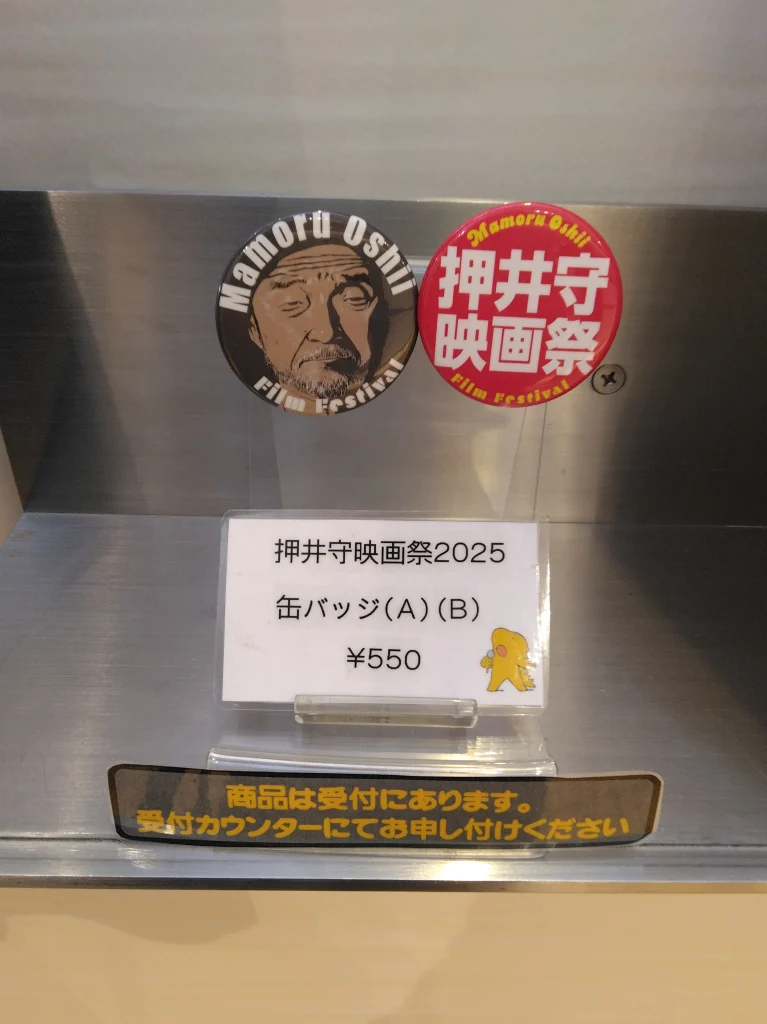 Mamoru Oshii
Film Festival
Mamoru Oshii
押井守
映画祭
Film Festival
押井守映画祭2025
缶バッジ(A)(B)
¥550
商品は受付にあります。
受付カウンターにてお申し付けください